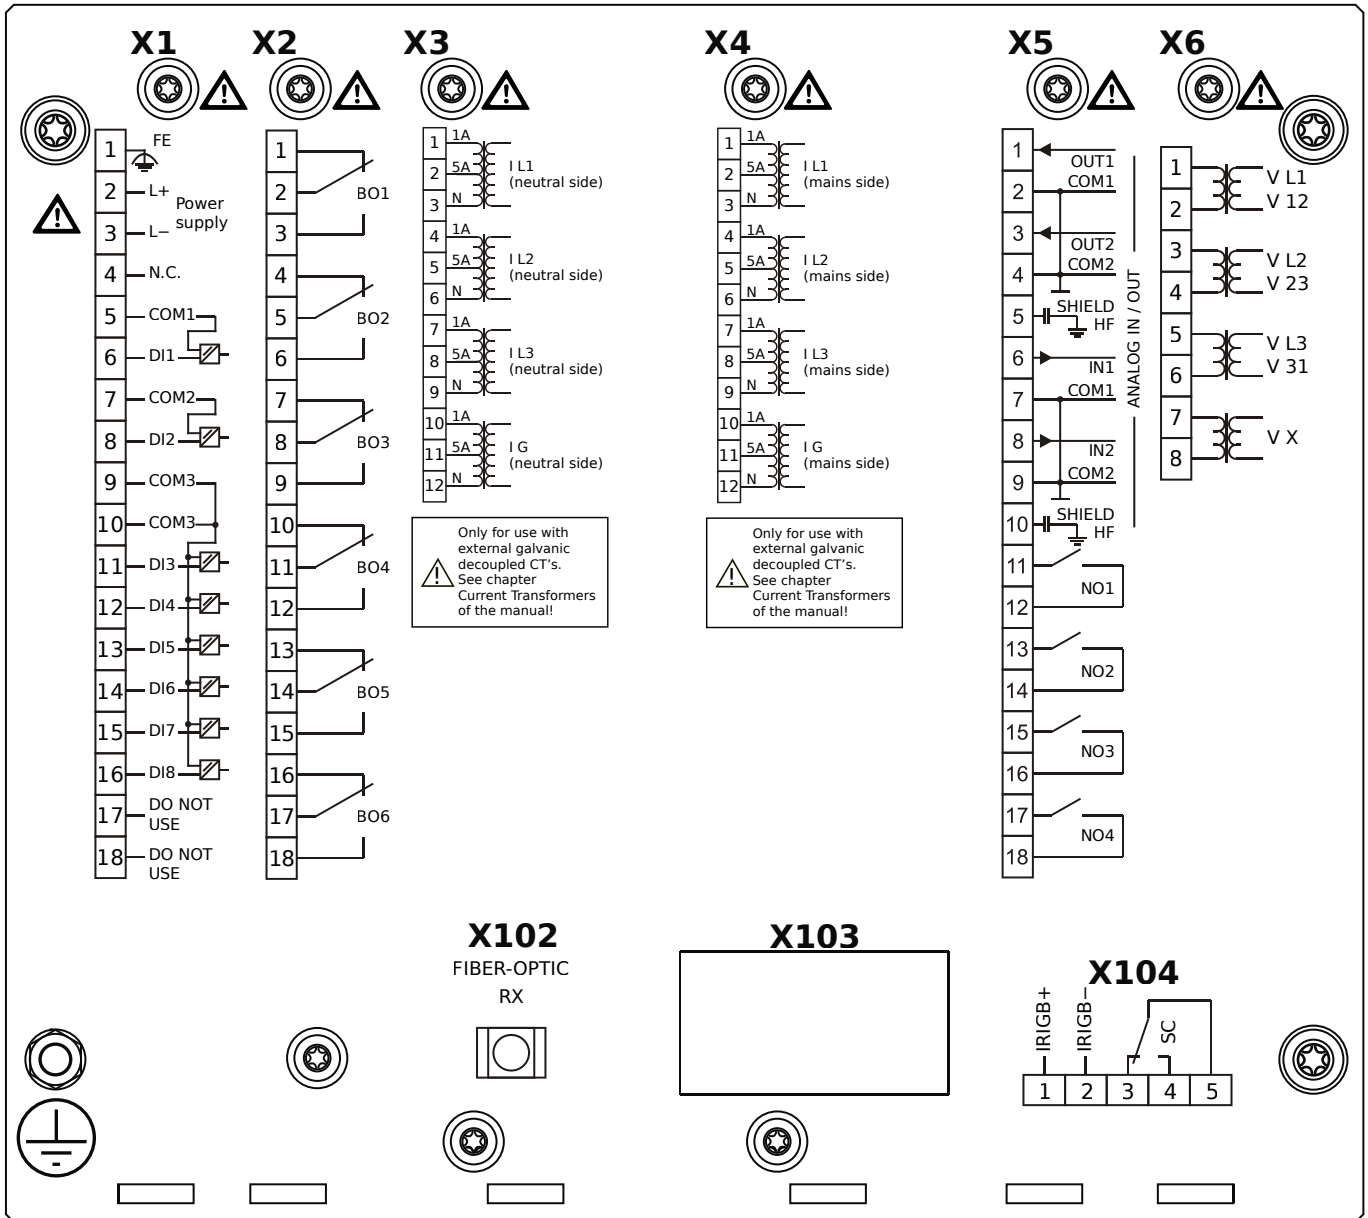 X1
X2
X3
X4
X5
X6
1
FE
2
L+
Power
supply
3
L−
4
N.C.
5
COM1
6
DI1
7
COM2
8
DI2
9
COM3
10
COM3
11
DI3
12
DI4
13
DI5
14
DI6
15
DI7
16
DI8
17
DO NOT
USE
18
DO NOT
USE
1
2
BO1
3
4
5
BO2
6
7
8
BO3
9
10
11
BO4
12
13
14
BO5
15
16
17
BO6
18
1
1A
2
5A
I L1
(neutral side)
3
N
4
1A
5
5A
I L2
(neutral side)
6
N
7
1A
8
5A
I L3
(neutral side)
9
N
10
1A
11
5A
I G
(neutral side)
12
N
Only for use with
external galvanic
decoupled CT's.
See chapter
Current Transformers
of the manual!
1
1A
2
5A
I L1
(mains side)
3
N
4
1A
5
5A
I L2
(mains side)
6
N
7
1A
8
5A
I L3
(mains side)
9
N
10
1A
11
5A
I G
(mains side)
12
N
Only for use with
external galvanic
decoupled CT's.
See chapter
Current Transformers
of the manual!
1
OUT1
2
COM1
3
OUT2
4
COM2
5
SHIELD
HF
6
IN1
7
COM1
8
IN2
9
COM2
10
SHIELD
HF
ANALOG IN / OUT
11
NO1
12
13
NO2
14
15
NO3
16
17
NO4
18
1
V L1
2
V 12
3
V L2
4
V 23
5
V L3
6
V 31
7
V X
8
X102
FIBER-OPTIC
RX
X103
X104
IRIGB+
IRIGB−
SC
1 2 3 4 5